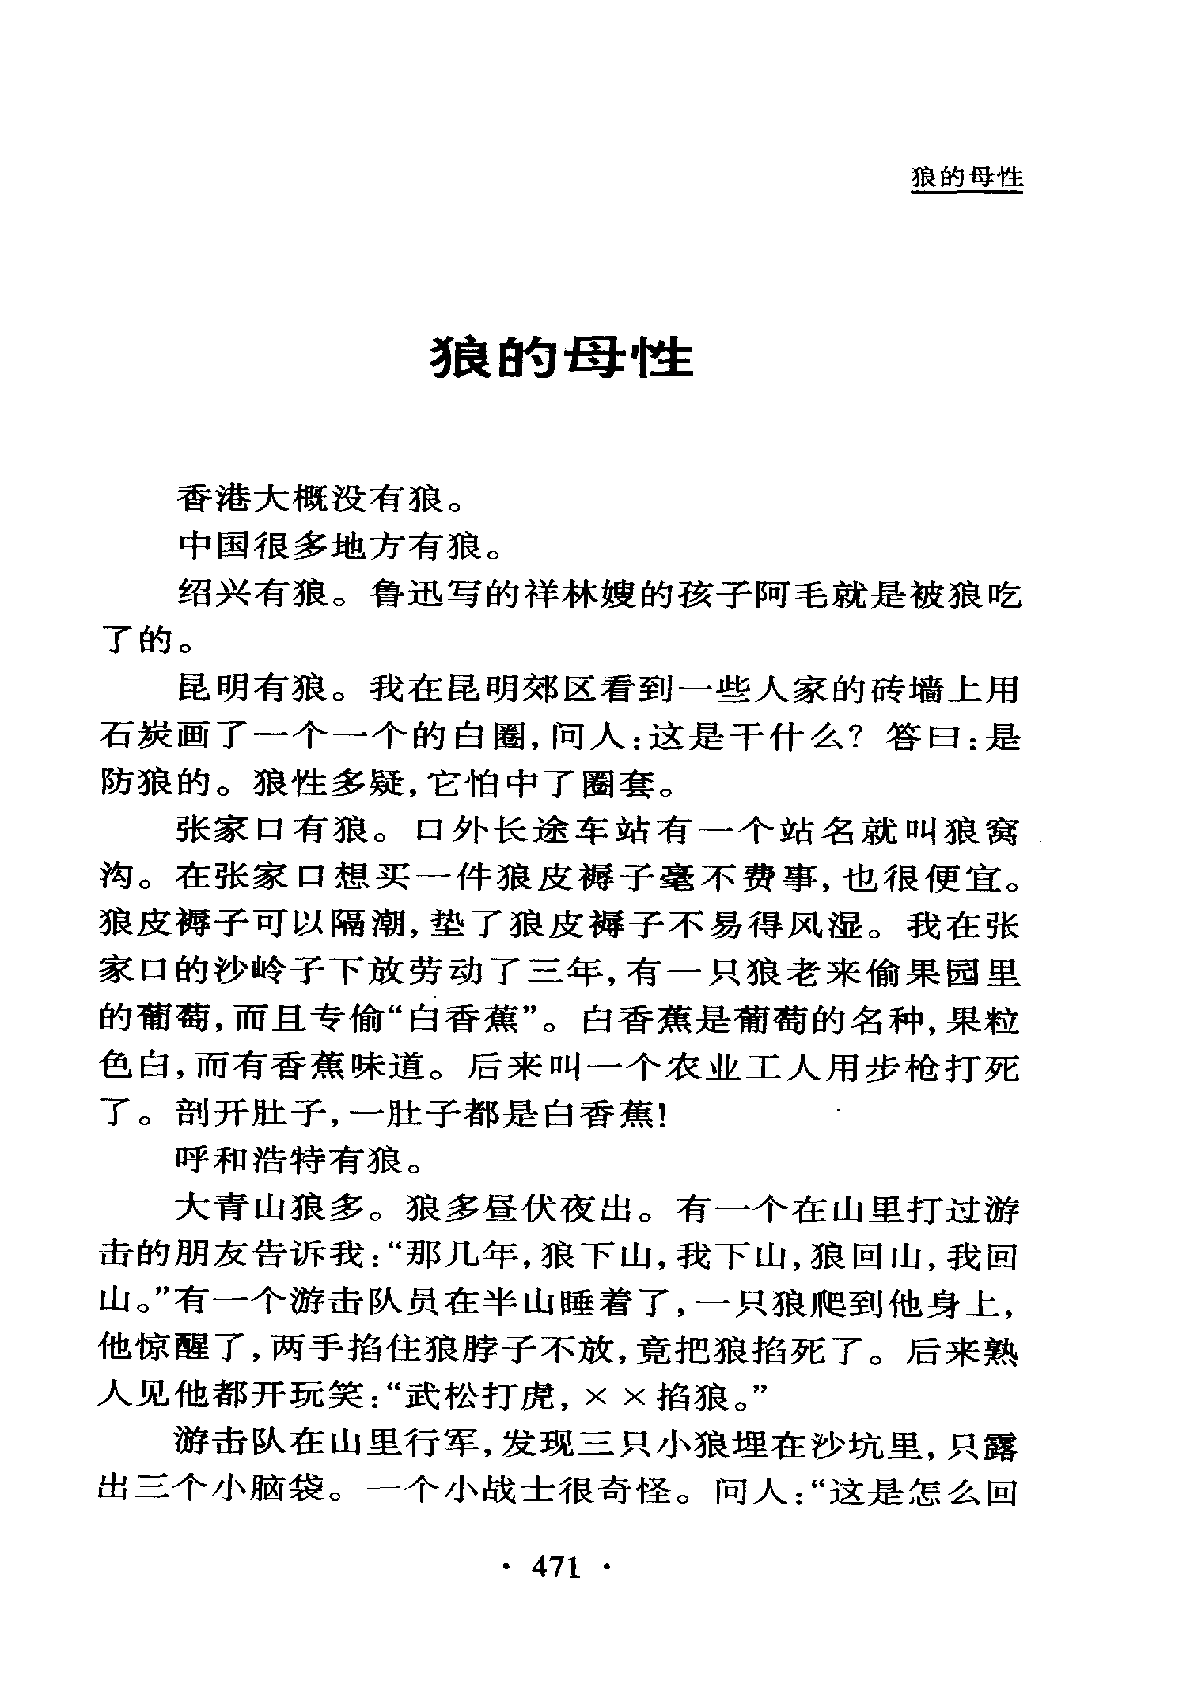 狼的母性
狼的母性
香港大概没有狼。
中国很多地方有狼。
绍兴有狼。鲁迅写的祥林嫂的孩子阿毛就是被狼吃
了的。
昆明有狼。我在昆明郊区看到一些人家的砖墙上用
石炭画了一个一个的白圈,问人:这是干什么?答曰:是
防狼的。狼性多疑,它怕中了圈套。
张家口有狼。口外长途车站有一个站名就叫狼窝
沟。在张家口想买一件狼皮褥子毫不费事,也很便宜。
狼皮褥子可以隔潮,垫了狼皮褥子不易得风湿。我在张
家口的沙岭子下放劳动了三年,有一只狼老来偷果园里
的葡萄,而且专偷“白香蕉”。白香蕉是葡萄的名种,果粒
色白,而有香蕉味道。后来叫一个农业工人用步枪打死
了。剖开肚子,一肚子都是白香蕉!
呼和浩特有狼。
大青山狼多。狼多昼伏夜出。有一个在山里打过游
击的朋友告诉我:“那几年,狼下山,我下山,狼回山,我回
山。”有一个游击队员在半山睡着了,一只狼爬到他身上,
他惊醒了,两手掐住狼脖子不放,竟把狼掐死了。后来熟
人见他都开玩笑:“武松打虎,××掐狼。”
游击队在山里行军,发现三只小狼埋在沙坑里,只露
出三个小脑袋。一个小战士很奇怪。问人:“这是怎么回
· 471 ·